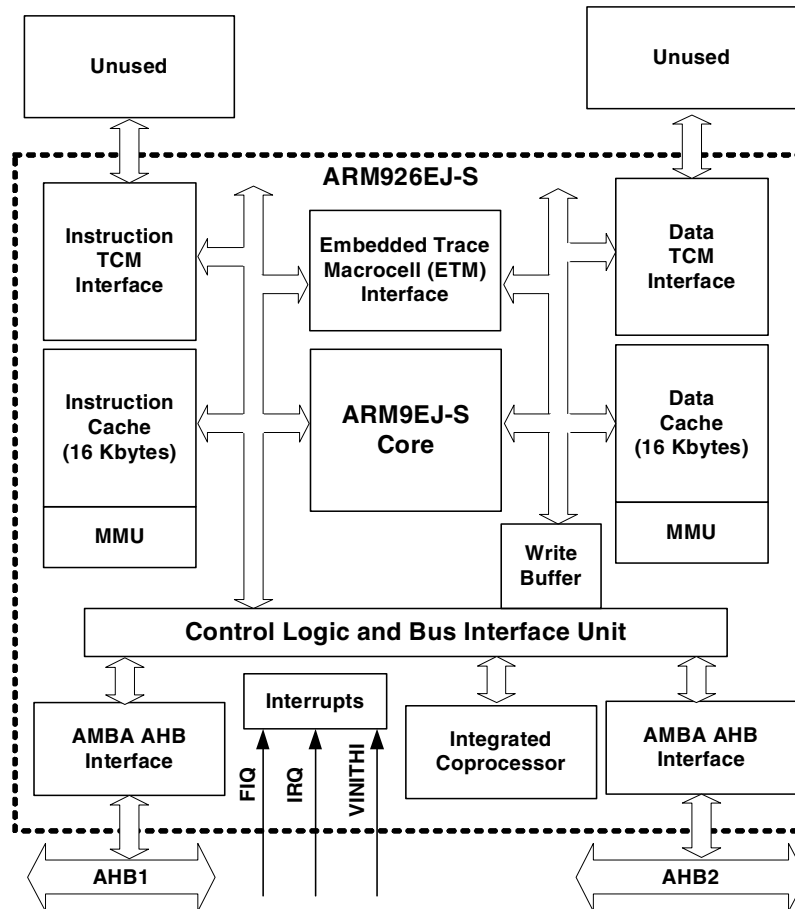 Unused
Unused
ARM926EJ-S
Instruction
TCM
Interface
Embedded Trace
Macrocell (ETM)
Interface
Data
TCM
Interface
Instruction
Cache
(16 Kbytes)
MMU
ARM9EJ-S
Core
Data
Cache
(16 Kbytes)
MMU
Write
Buffer
Control Logic and Bus Interface Unit
AMBA AHB
Interface
Interrupts
FIQ
IRQ
VINITHI
Integrated
Coprocessor
AMBA AHB
Interface
AHB1
AHB2